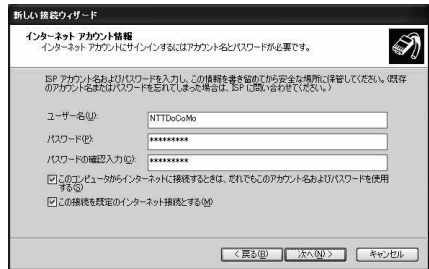 新しい接続ウィザード
インターネット アカウント情報
インターネット アカウントにサインインするにはアカウント名とパスワードが必要です。
ISP アカウント名およびパスワードを入力し、この情報を書き留めてから安全な場所に保管してください。(既存
のアカウント名またはパスワードを忘れてしまった場合は、ISP に問い合わせてください。)
ユーザー名(U):
NTTDoCoMo
パスワード(P):
*********
パスワードの確認入力(C):
*********
このコンピュータからインターネットに接続するときは、だれでもこのアカウント名およびパスワードを使用
する(S)
この接続を既定のインターネット接続とする(M)
< 戻る(B)
次へ(N) >
キャンセル